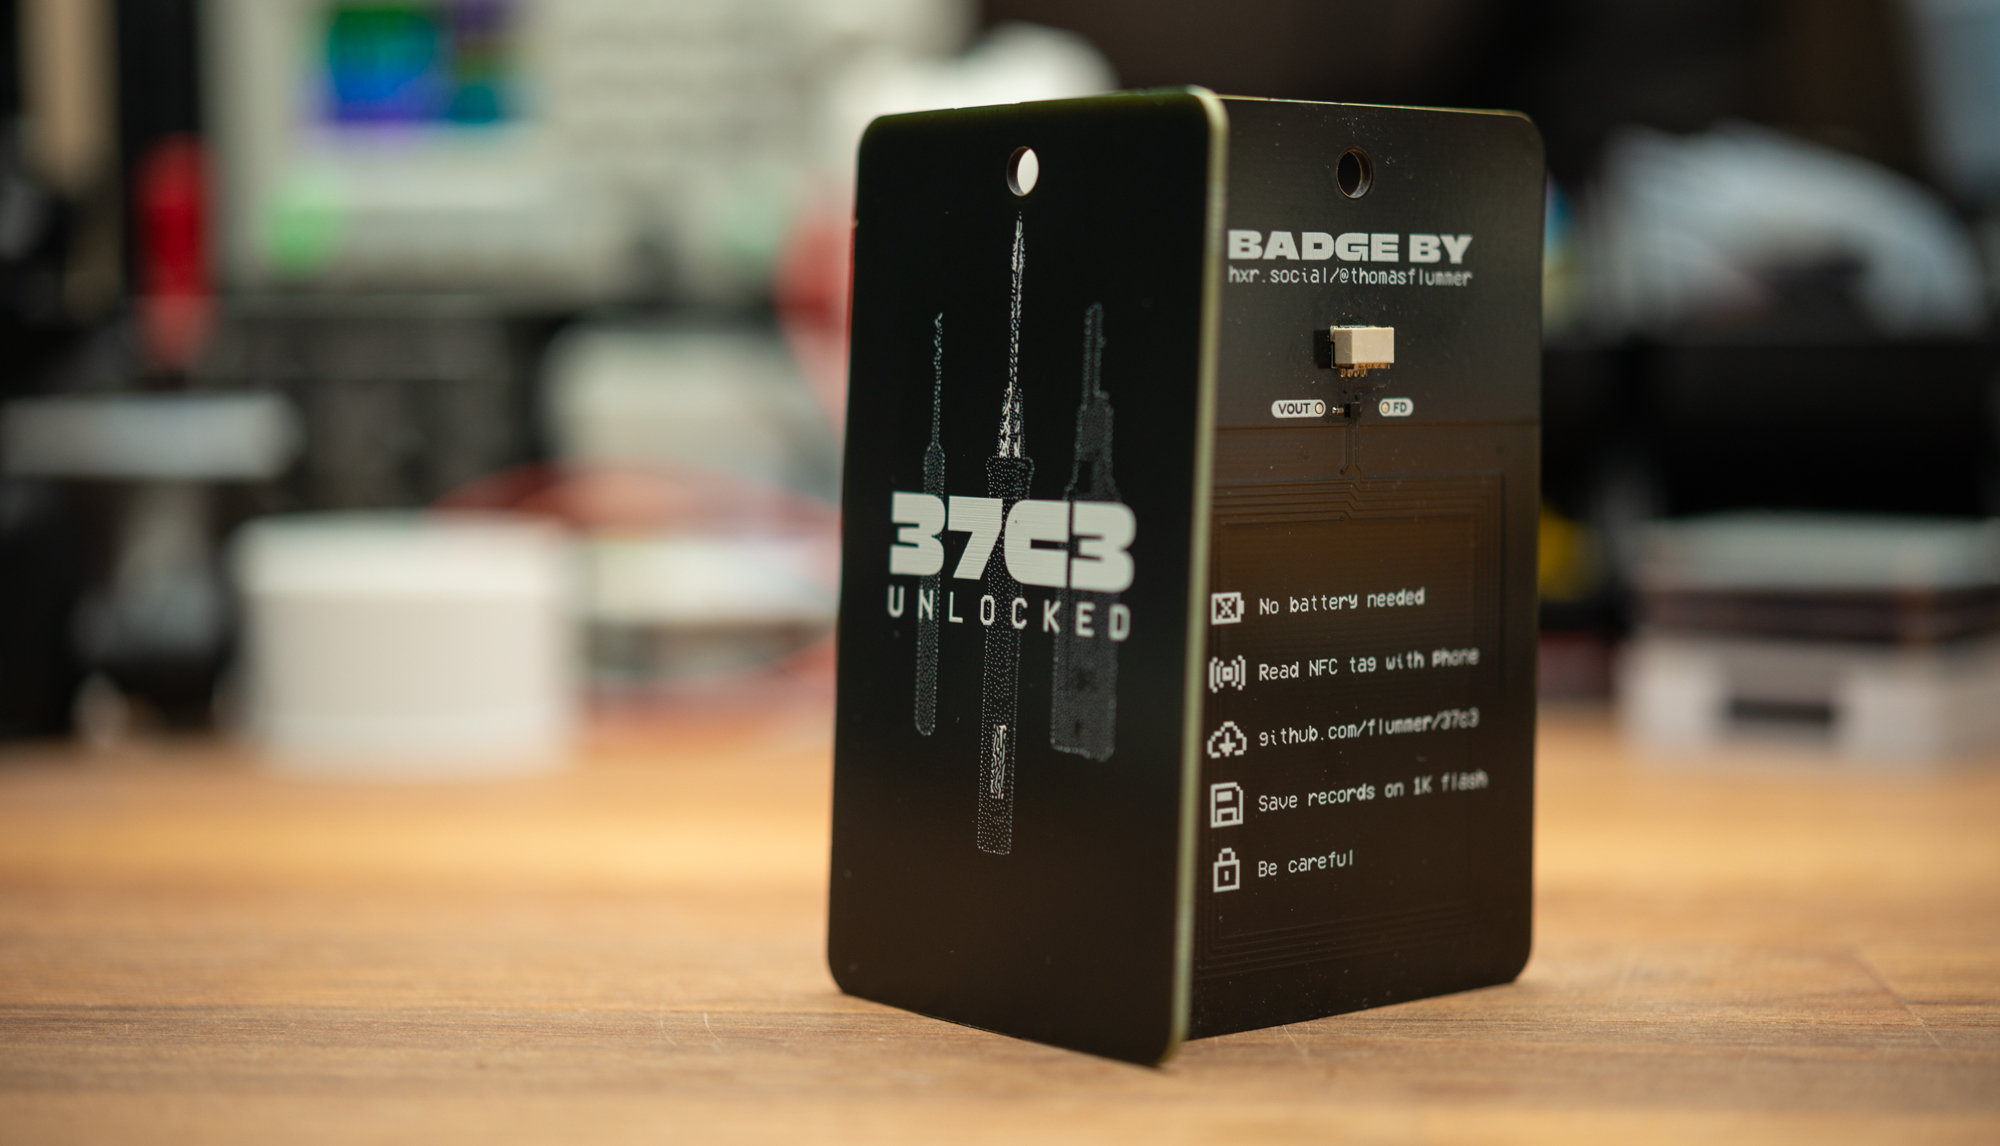 37C3
UNLOCKED
BADGE BY
hxr.social/@thomasflummer
VOUT
FD
No battery needed
Read NFC tag with phone
github.com/flummer/37c3
Save records on 1K flash
Be careful